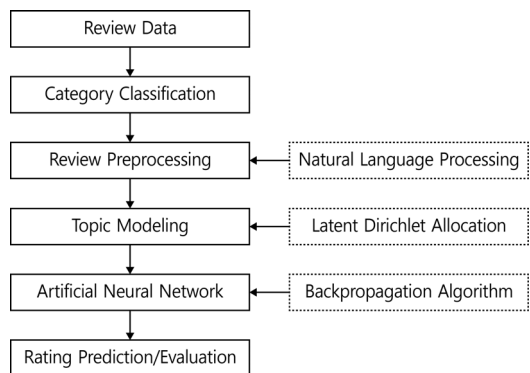 Review Data
Category Classification
Review Preprocessing
Natural Language Processing
Topic Modeling
Latent Dirichlet Allocation
Artificial Neural Network
Backpropagation Algorithm
Rating Prediction/Evaluation